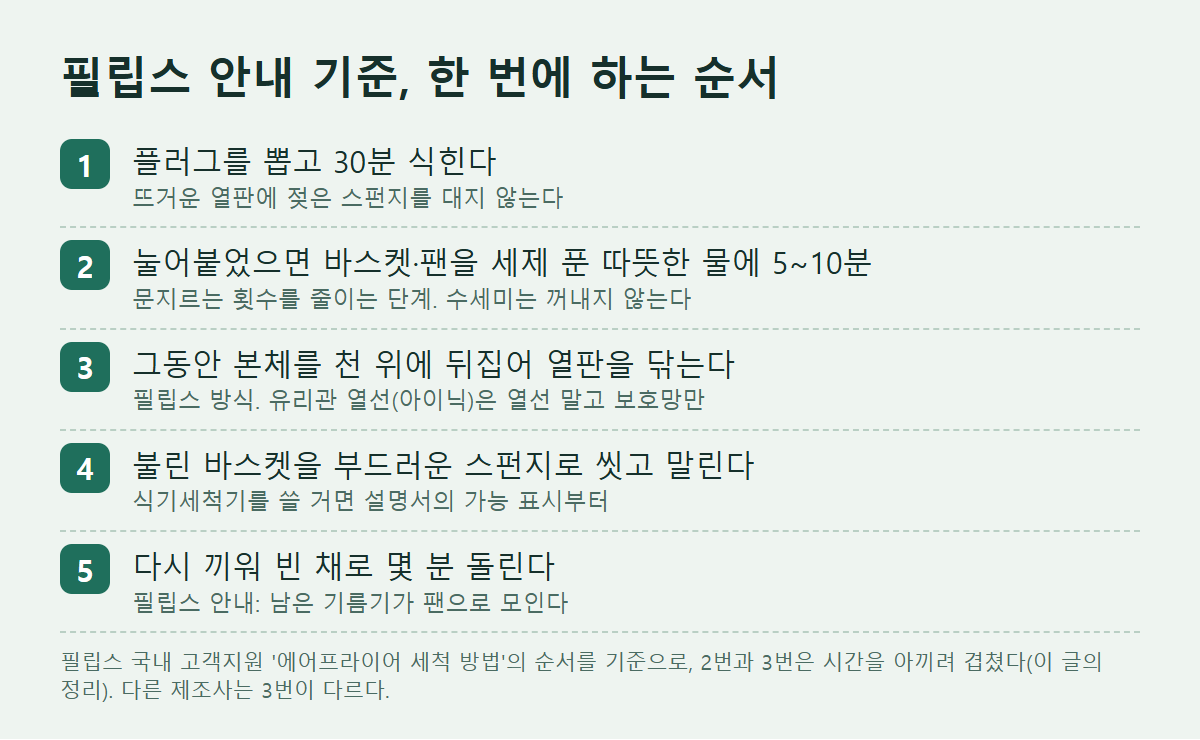 필립스 안내 기준, 한 번에 하는 순서
1 플러그를 뽑고 30분 식힌다
뜨거운 열판에 젖은 스펀지를 대지 않는다
2 눌어붙었으면 바스켓·팬을 세제 푼 따뜻한 물에 5~10분
문지르는 횟수를 줄이는 단계. 수세미는 꺼내지 않는다
3 그동안 본체를 천 위에 뒤집어 열판을 닦는다
필립스 방식. 유리관 열선(아이닉)은 열선 말고 보호망만
4 불린 바스켓을 부드러운 스펀지로 씻고 말린다
식기세척기를 쓸 거면 설명서의 가능 표시부터
5 다시 끼워 빈 채로 몇 분 돌린다
필립스 안내: 남은 기름기가 팬으로 모인다
필립스 국내 고객지원 '에어프라이어 세척 방법'의 순서를 기준으로, 2번과 3번은 시간을 아끼려 겹쳤다(이 글의
정리). 다른 제조사는 3번이 다르다.